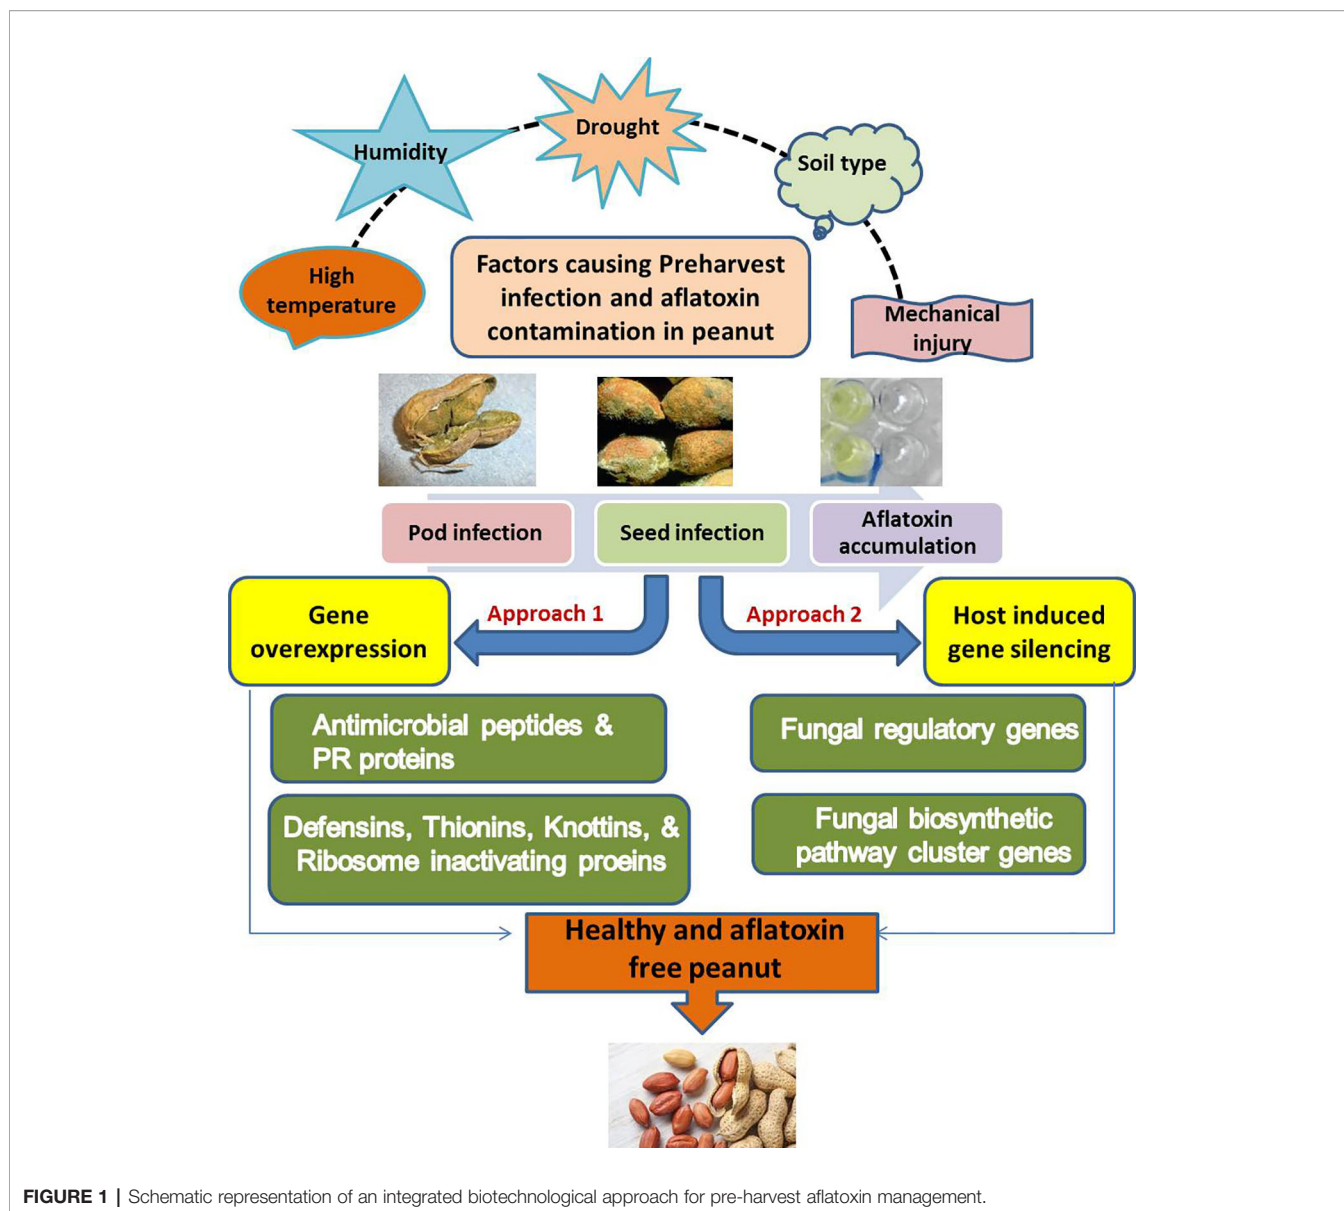 Drought
Humidity
Soil type
High
temperature
Factors causing Preharvest
infection and aflatoxin
contamination in peanut
Mechanical
injury
Pod infection
Seed infection
Aflatoxin
accumulation
Gene
overexpression
Approach 1
Approach 2
Host induced
gene silencing
Antimicrobial peptides &
PR proteins
Fungal regulatory genes
Defensins, Thionins, Knottins, &
Ribosome inactivating proeins
Fungal biosynthetic
pathway cluster genes
Healthy and aflatoxin
free peanut
FIGURE 1 | Schematic representation of an integrated biotechnological approach for pre-harvest aflatoxin management.